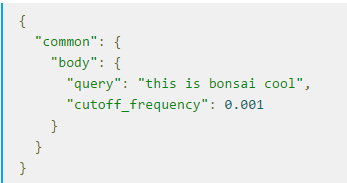 {
  "common": {
    "body": {
      "query": "this is bonsai cool",
      "cutoff_frequency": 0.001
    }
  }
}